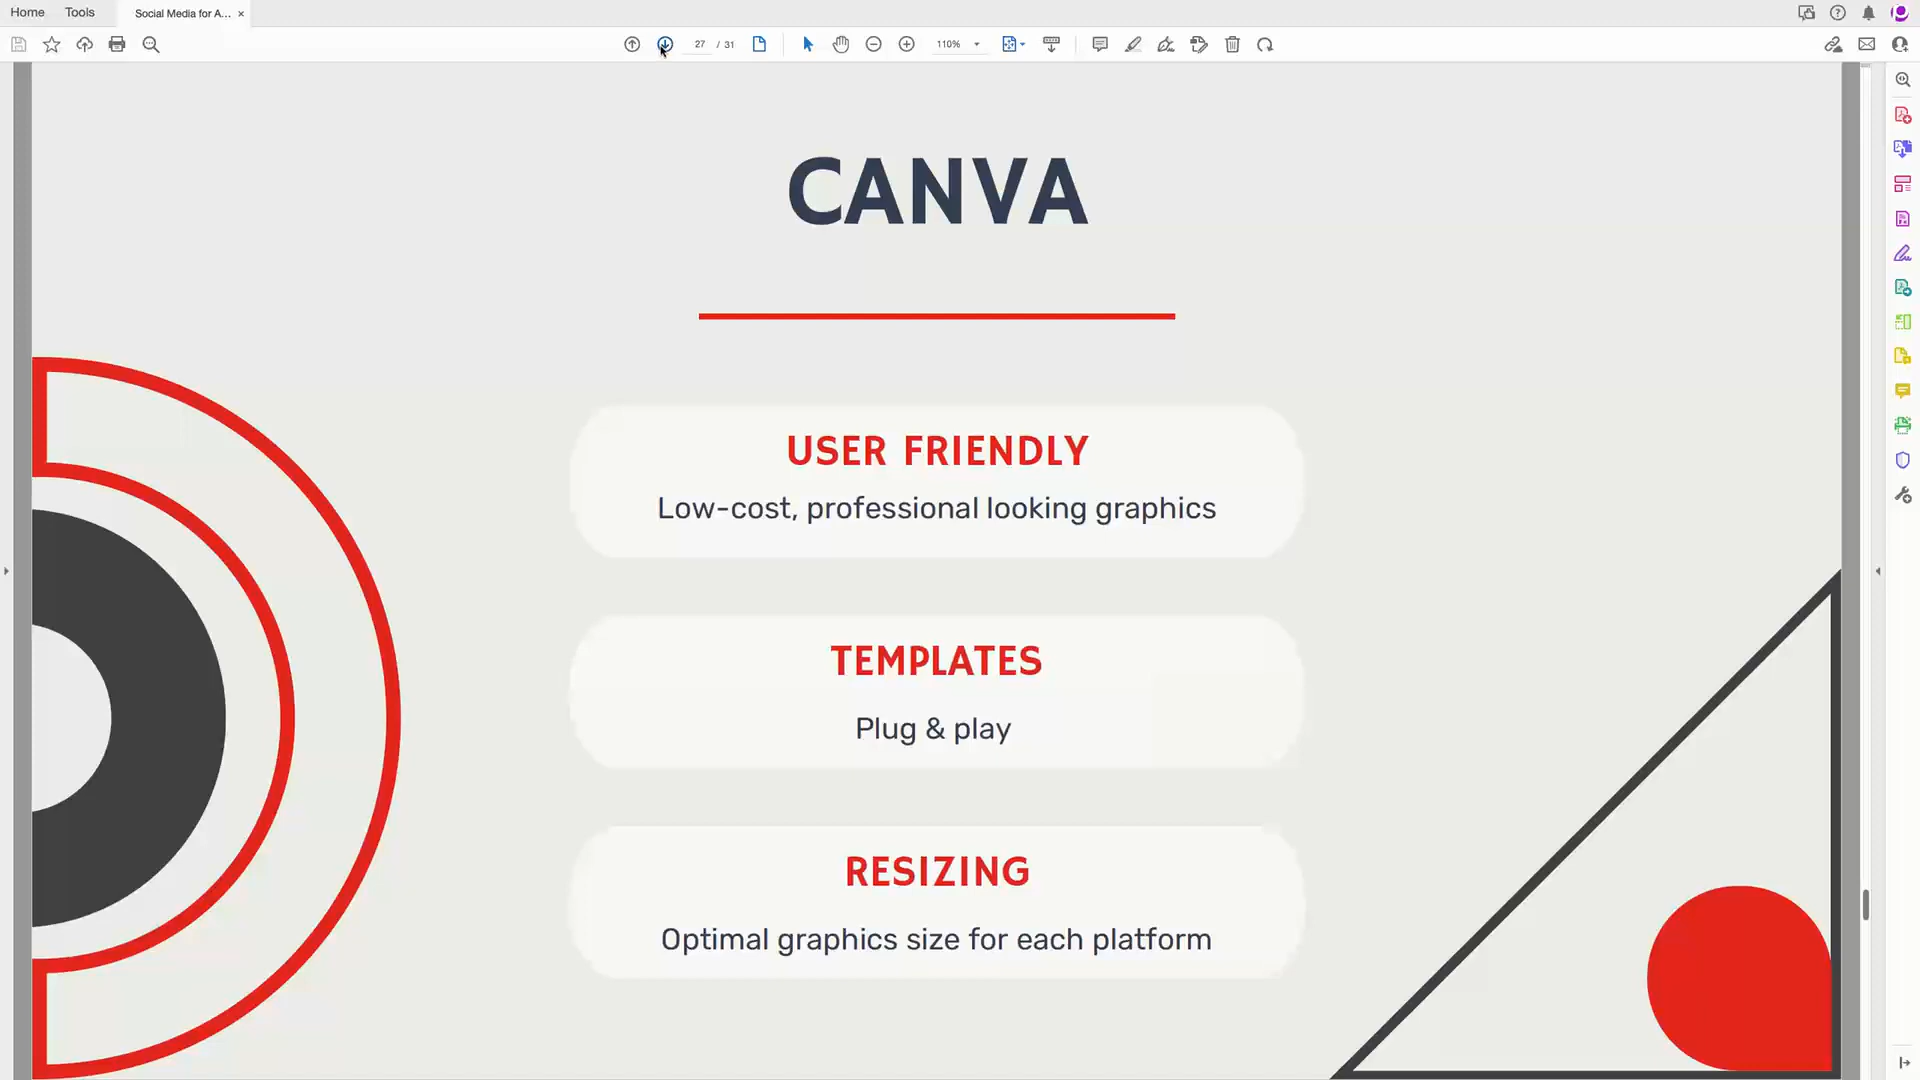 Home
Tools
Social Media for A...
27 / 31
110%
CANVA
USER FRIENDLY
Low-cost, professional looking graphics
TEMPLATES
Plug & play
RESIZING
Optimal graphics size for each platform